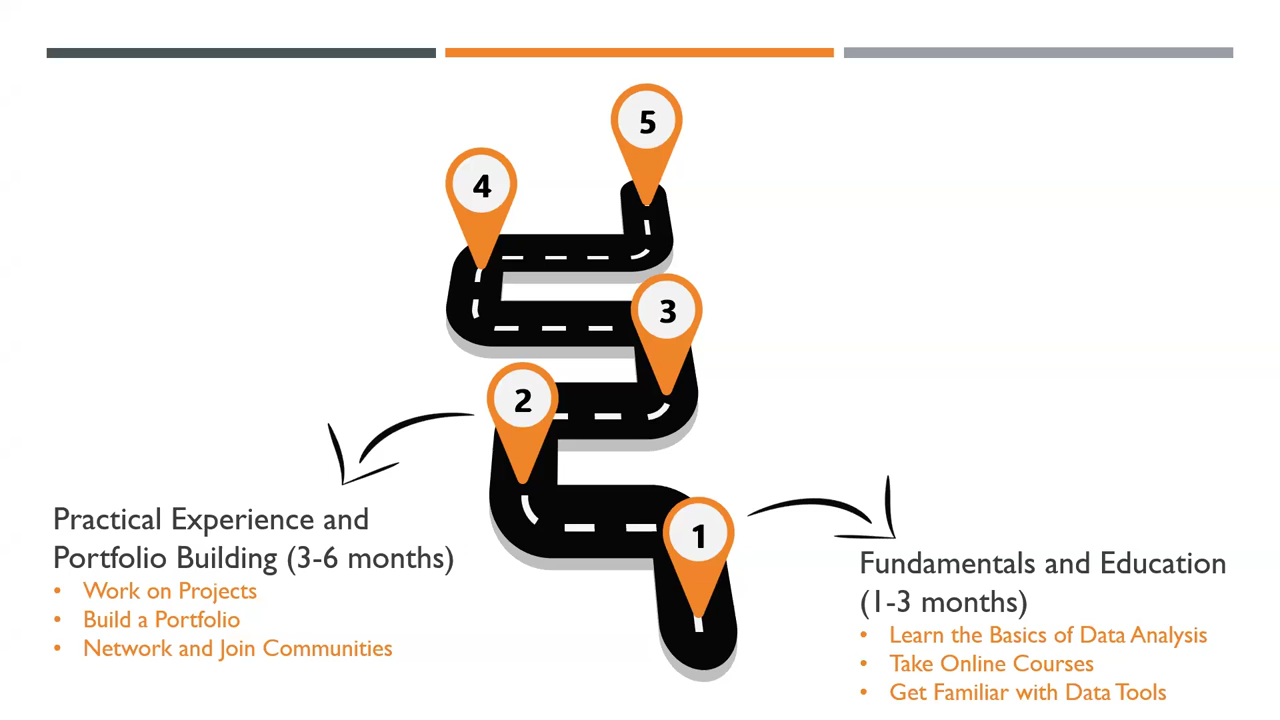 5
4
3
2
1
Practical Experience and
Portfolio Building (3-6 months)
• Work on Projects
• Build a Portfolio
• Network and Join Communities
Fundamentals and Education
(1-3 months)
• Learn the Basics of Data Analysis
• Take Online Courses
• Get Familiar with Data Tools